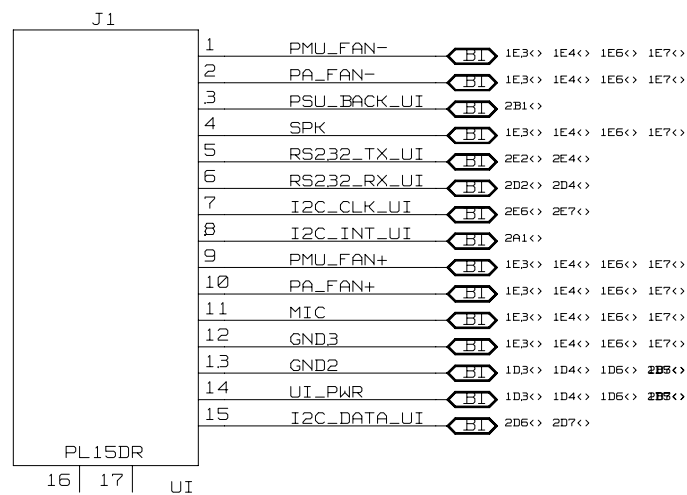 J1
1 PMU_FAN- BI 1E3<> 1E4<> 1E6<> 1E7<>
2 PA_FAN- BI 1E3<> 1E4<> 1E6<> 1E7<>
3 PSU_BACK_UI BI 2B1<>
4 SPK BI 1E3<> 1E4<> 1E6<> 1E7<>
5 RS232_TX_UI BI 2E2<> 2E4<>
6 RS232_RX_UI BI 2D2<> 2D4<>
7 I2C_CLK_UI BI 2E6<> 2E7<>
8 I2C_INT_UI BI 2A1<>
9 PMU_FAN+ BI 1E3<> 1E4<> 1E6<> 1E7<>
10 PA_FAN+ BI 1E3<> 1E4<> 1E6<> 1E7<>
11 MIC BI 1E3<> 1E4<> 1E6<> 1E7<>
12 GND3 BI 1E3<> 1E4<> 1E6<> 1E7<>
13 GND2 BI 1D3<> 1D4<> 1D6<>
14 UI_PWR BI 1D3<> 1D4<> 1D6<>
15 I2C_DATA_UI BI 2D6<> 2D7<>
PL15DR
16 17 UI